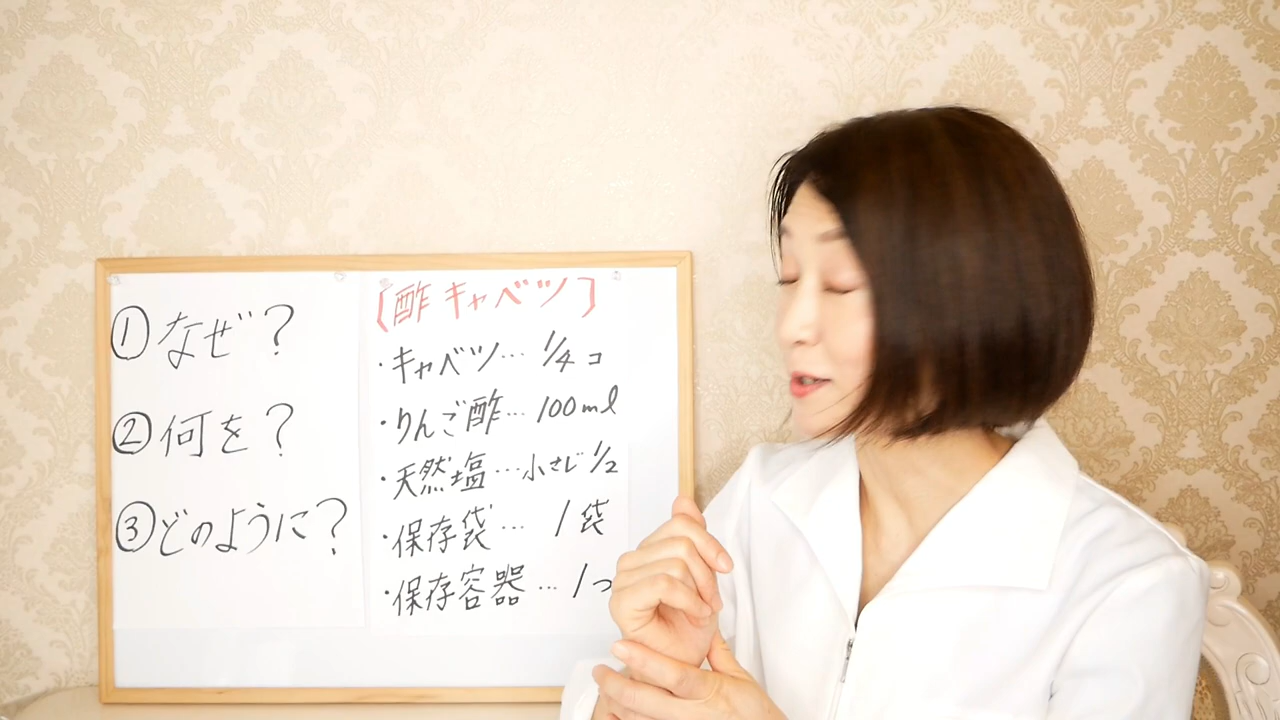 ①なぜ?
②何を?
③どのように?
[酢キャベツ]
・キャベツ… 1/4コ
・りんご酢… 100ml
・天然塩…小さじ1/2
・保存袋… 1袋
・保存容器… 1つ